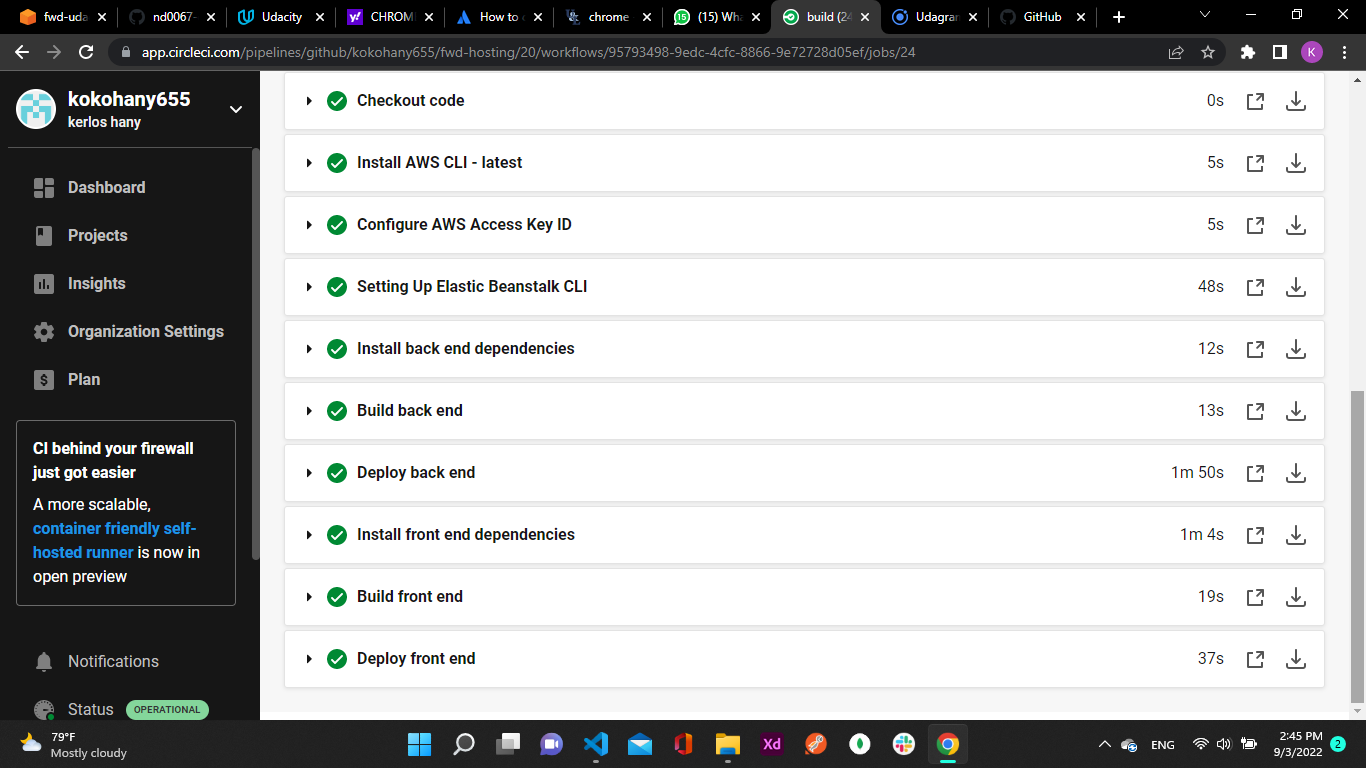 fwd-uda
nd0067-
Udacity
CHROMI
How to
chrome
(15) Wha
build (24
Udagran
GitHub
app.circleci.com/pipelines/github/kokohany655/fwd-hosting/20/workflows/95793498-9edc-4cfc-8866-9e72728d05ef/jobs/24
K
kokohany655
kerlos hany
Dashboard
Projects
Insights
Organization Settings
Plan
CI behind your firewall
just got easier
A more scalable,
container friendly self-
hosted runner is now in
open preview
Notifications
Status OPERATIONAL
Checkout code 0s
Install AWS CLI - latest 5s
Configure AWS Access Key ID 5s
Setting Up Elastic Beanstalk CLI 48s
Install back end dependencies 12s
Build back end 13s
Deploy back end 1m 50s
Install front end dependencies 1m 4s
Build front end 19s
Deploy front end 37s
79°F
Mostly cloudy
Xd
ENG
2:45 PM
9/3/2022
2